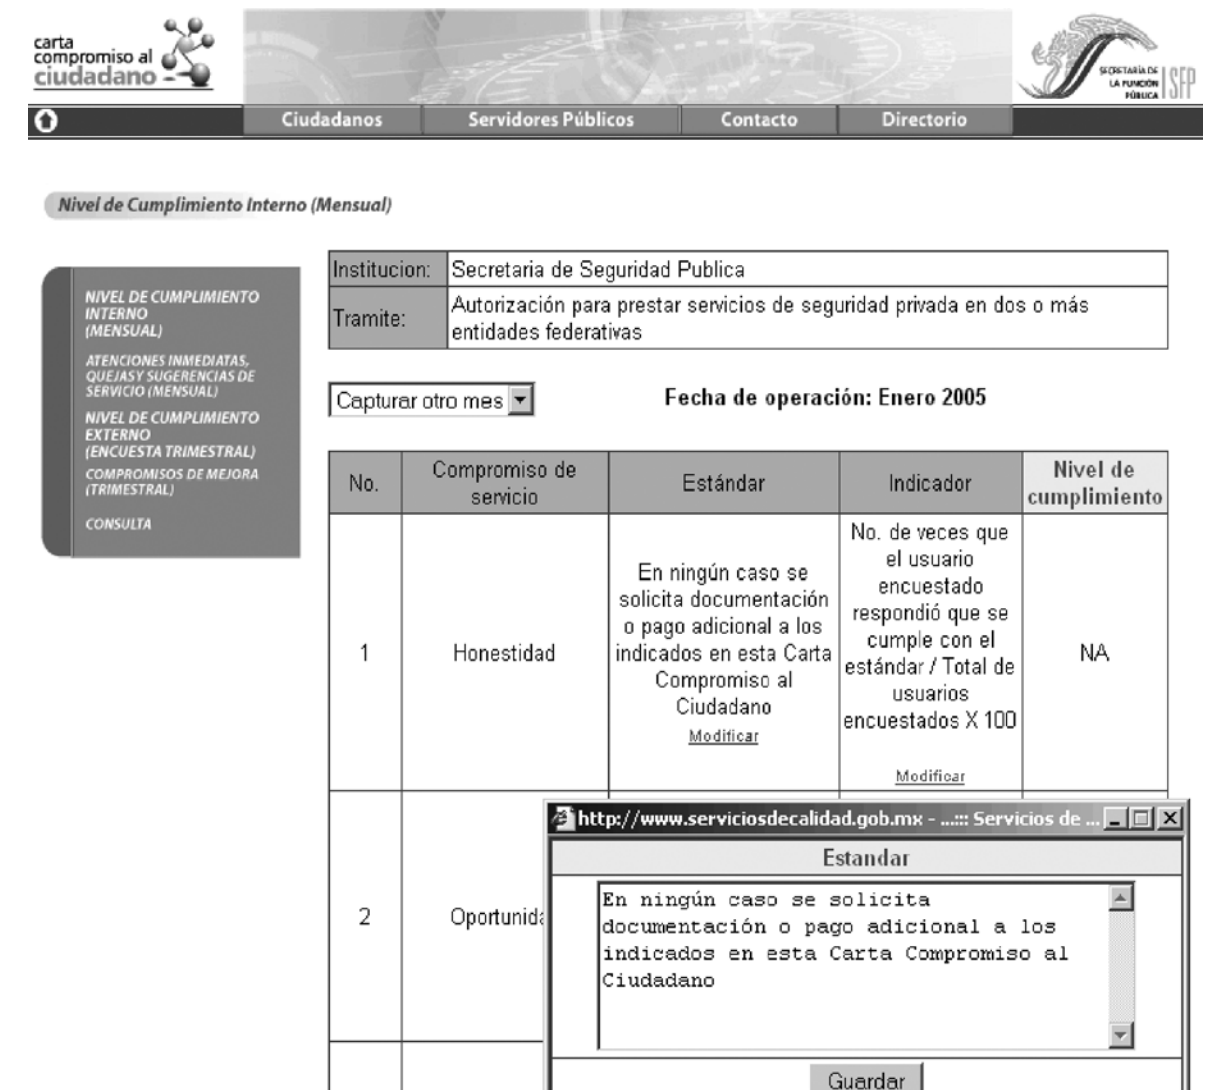 carta
compromiso al
ciudadano
SECRETARÍA DE
LA FUNCIÓN
PÚBLICA
SFP
Ciudadanos
Servidores Públicos
Contacto
Directorio
Nivel de Cumplimiento Interno (Mensual)
NIVEL DE CUMPLIMIENTO
INTERNO
(MENSUAL)
ATENCIONES INMEDIATAS,
QUEJAS Y SUGERENCIAS DE
SERVICIO (MENSUAL)
NIVEL DE CUMPLIMIENTO
EXTERNO
(ENCUESTA TRIMESTRAL)
COMPROMISOS DE MEJORA
(TRIMESTRAL)
CONSULTA
Institucion: Secretaria de Seguridad Publica
Tramite: Autorización para prestar servicios de seguridad privada en dos o más
entidades federativas
Capturar otro mes
Fecha de operación: Enero 2005
No.
Compromiso de
servicio
Estándar
Indicador
Nivel de
cumplimiento
1
Honestidad
En ningún caso se
solicita documentación
o pago adicional a los
indicados en esta Carta
Compromiso al
Ciudadano
Modificar
No. de veces que
el usuario
encuestado
respondió que se
cumple con el
estándar / Total de
usuarios
encuestados X 100
Modificar
NA
2
Oportunida
http://www.serviciosdecalidad.gob.mx - ...::: Servicios de ...
Estandar
En ningún caso se solicita
documentación o pago adicional a los
indicados en esta Carta Compromiso al
Ciudadano
Guardar